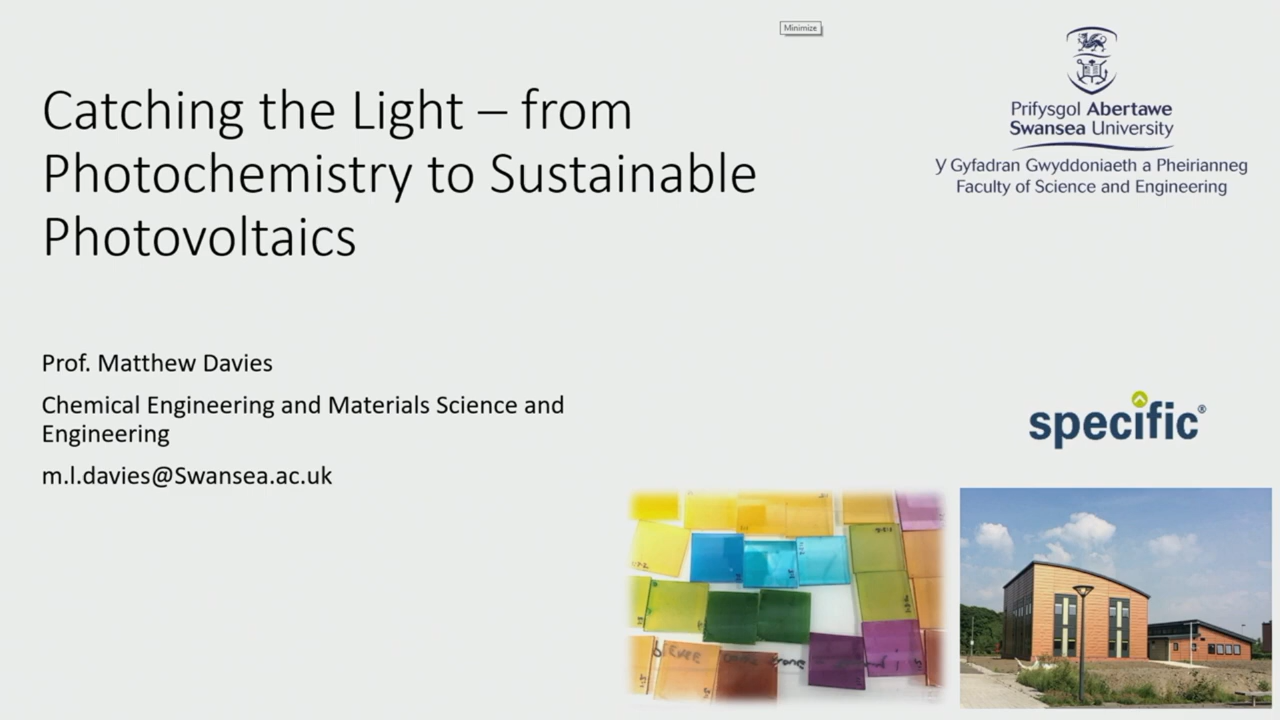 Minimize
Catching the Light – from
Photochemistry to Sustainable
Photovoltaics
Prifysgol Abertawe
Swansea University
Y Gyfadran Gwyddoniaeth a Pheirianneg
Faculty of Science and Engineering
Prof. Matthew Davies
Chemical Engineering and Materials Science and
Engineering
m.l.davies@Swansea.ac.uk
specific®